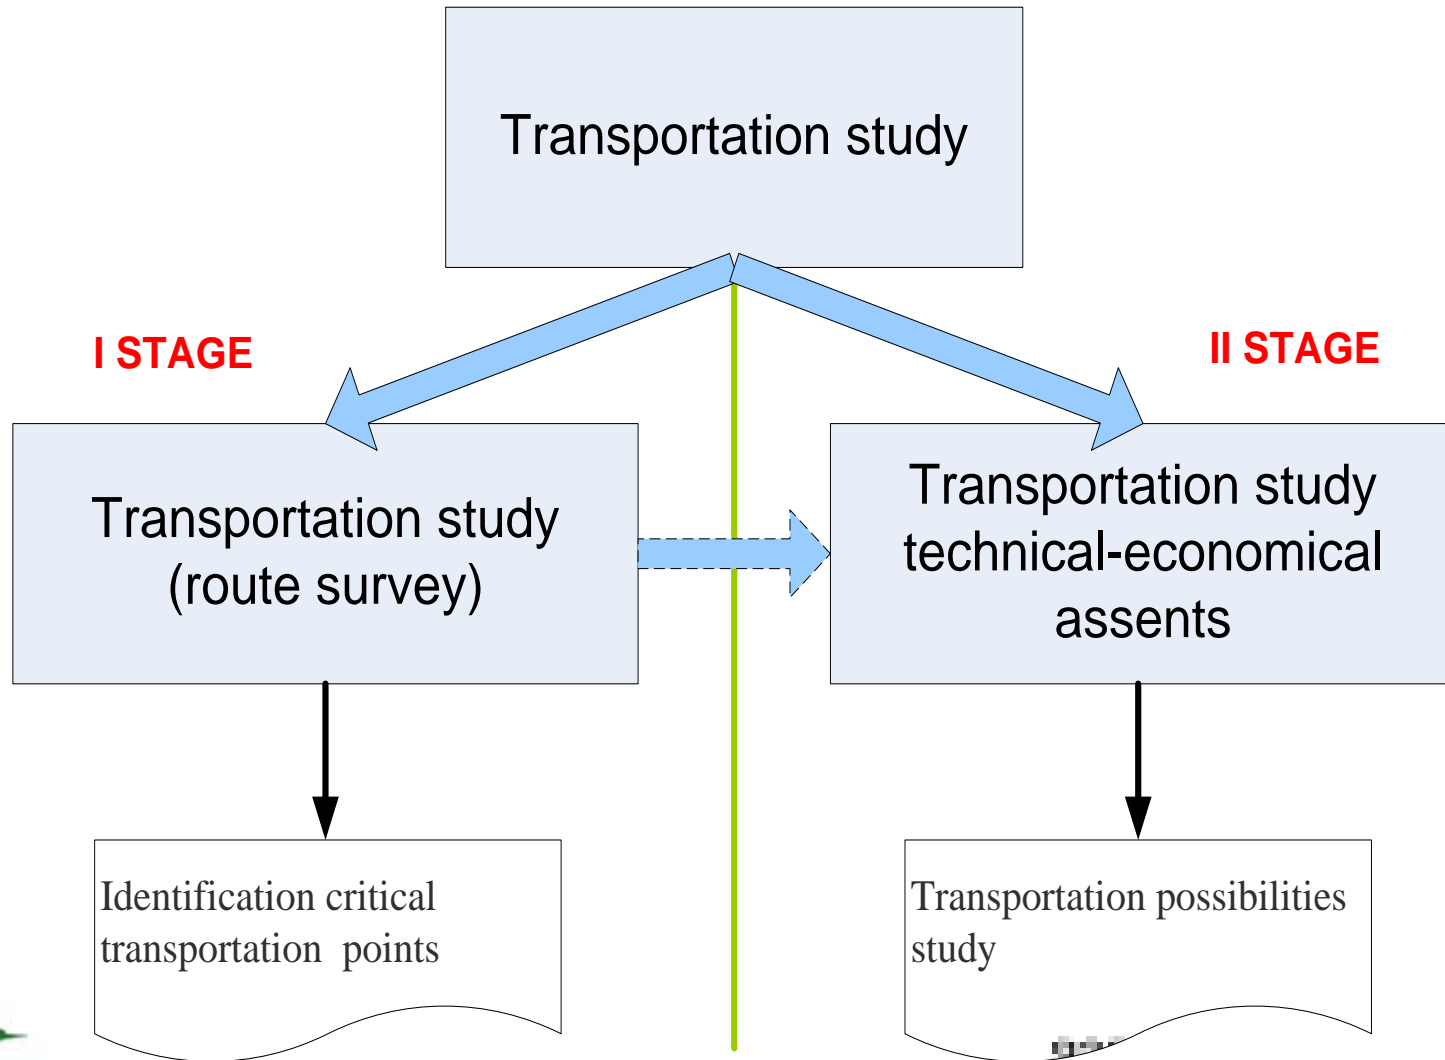 Transportation study
I STAGE
II STAGE
Transportation study
(route survey)
Transportation study
technical-economical
assents
Identification critical
transportation  points
Transportation possibilities
study